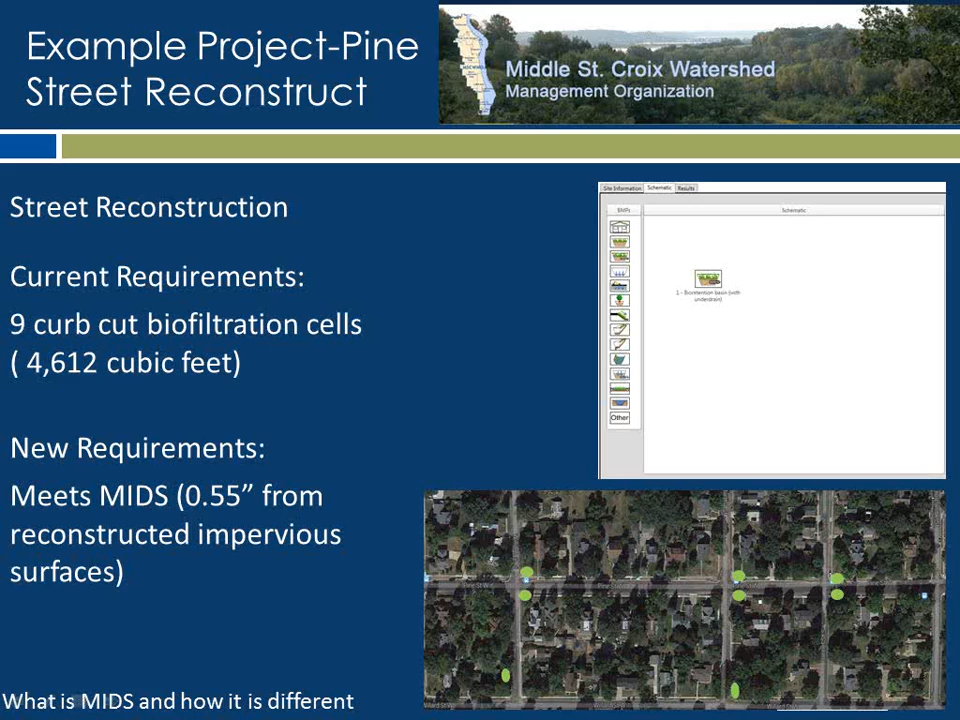 Example Project-Pine
Street Reconstruct
Middle St. Croix Watershed
Management Organization
Street Reconstruction
Current Requirements:
9 curb cut biofiltration cells
( 4,612 cubic feet)
New Requirements:
Meets MIDS (0.55” from
reconstructed impervious
surfaces)
What is MIDS and how it is different
Site Information Schematic Results
BMPs Schematic
1 - Bioretention basin (with
underdrain)
Other
Pine St W